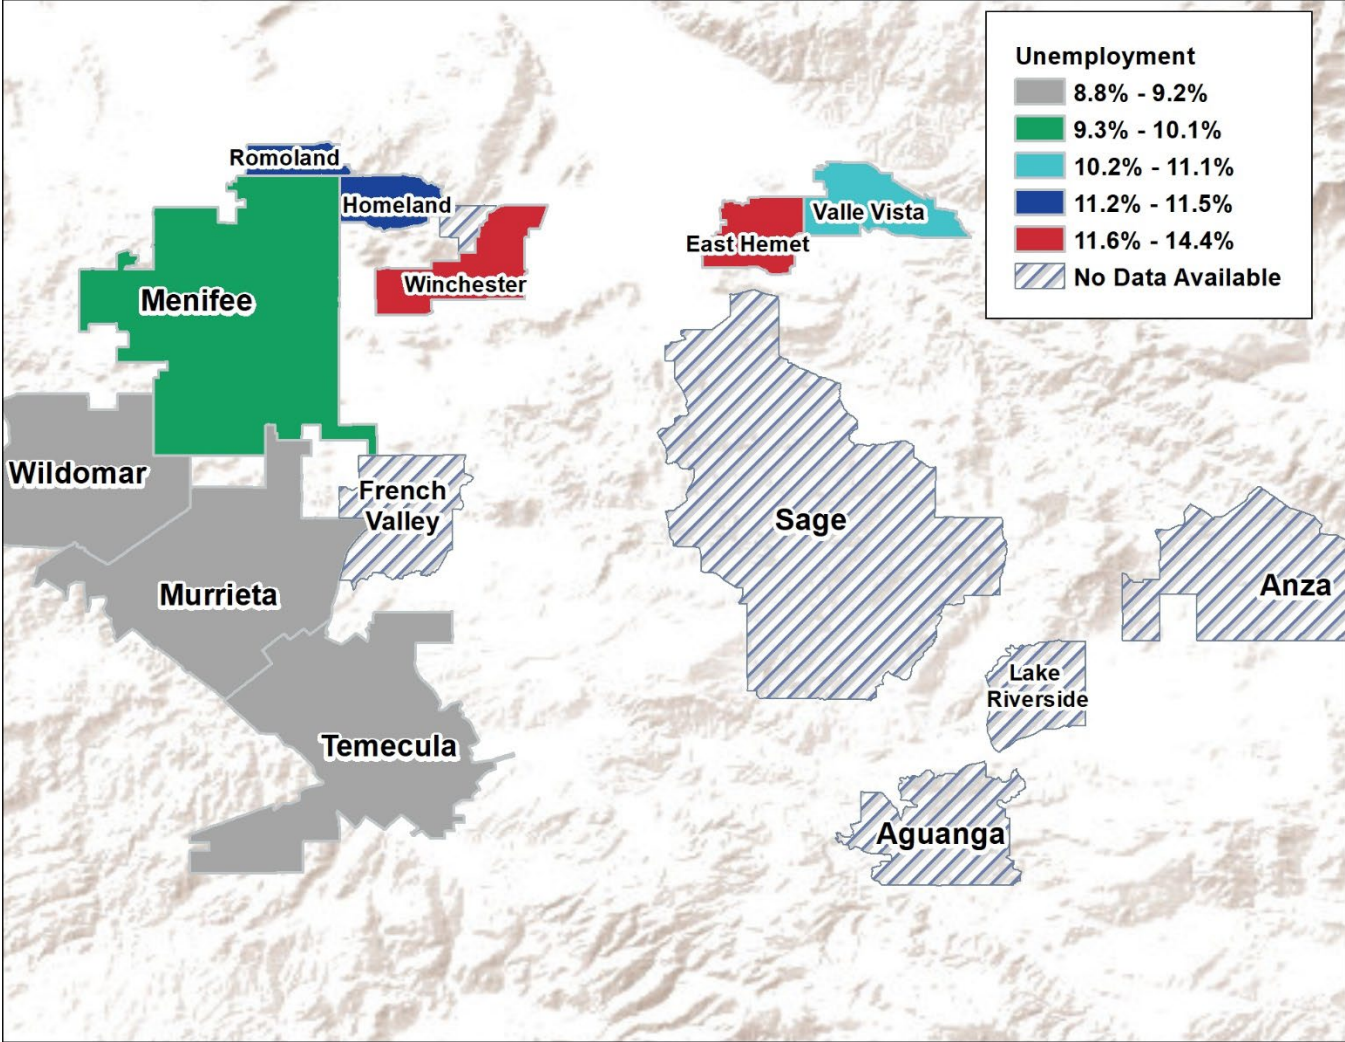 Unemployment
8.8% - 9.2%
9.3% - 10.1%
10.2% - 11.1%
11.2% - 11.5%
11.6% - 14.4%
No Data Available
Romoland
Homeland
Valle Vista
East Hemet
Winchester
Menifee
Wildomar
French
Valley
Sage
Murrieta
Anza
Lake
Riverside
Temecula
Aguanga